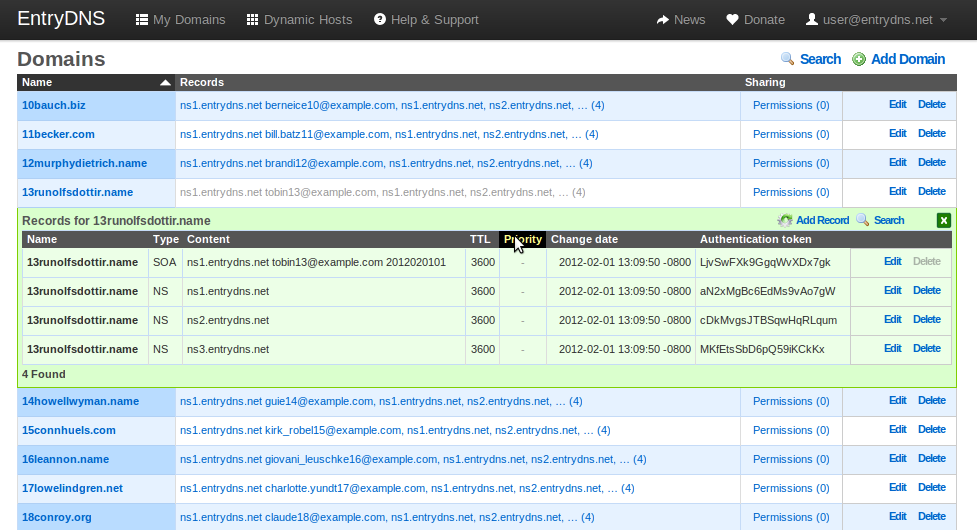 EntryDNS My Domains Dynamic Hosts Help & Support News Donate user@entrydns.net
Domains Search Add Domain
Name Records Sharing
10bauch.biz ns1.entrydns.net berneice10@example.com, ns1.entrydns.net, ns2.entrydns.net, ... (4) Permissions (0) Edit Delete
11becker.com ns1.entrydns.net bill.batz11@example.com, ns1.entrydns.net, ns2.entrydns.net, ... (4) Permissions (0) Edit Delete
12murphydietrich.name ns1.entrydns.net brandi12@example.com, ns1.entrydns.net, ns2.entrydns.net, ... (4) Permissions (0) Edit Delete
13runolfsdottir.name ns1.entrydns.net tobin13@example.com, ns1.entrydns.net, ns2.entrydns.net, ... (4) Permissions (0) Edit Delete
Records for 13runolfsdottir.name Add Record Search x
Name Type Content TTL Priority Change date Authentication token
13runolfsdottir.name SOA ns1.entrydns.net tobin13@example.com 2012020101 3600 - 2012-02-01 13:09:50 -0800 LjvSwFXk9GgqWvXDx7gk Edit Delete
13runolfsdottir.name NS ns1.entrydns.net 3600 - 2012-02-01 13:09:50 -0800 aN2xMgBc6EdMs9vAo7gW Edit Delete
13runolfsdottir.name NS ns2.entrydns.net 3600 - 2012-02-01 13:09:50 -0800 cDkMvgsJTBSqwHqRLqum Edit Delete
13runolfsdottir.name NS ns3.entrydns.net 3600 - 2012-02-01 13:09:50 -0800 MKfEtsSbD6pQ59iKCkKx Edit Delete
4 Found
14howellwyman.name ns1.entrydns.net guie14@example.com, ns1.entrydns.net, ns2.entrydns.net, ... (4) Permissions (0) Edit Delete
15connhuels.com ns1.entrydns.net kirk_robel15@example.com, ns1.entrydns.net, ns2.entrydns.net, ... (4) Permissions (0) Edit Delete
16leannon.name ns1.entrydns.net giovani_leuschke16@example.com, ns1.entrydns.net, ns2.entrydns.net, ... (4) Permissions (0) Edit Delete
17lowelindgren.net ns1.entrydns.net charlotte.yundt17@example.com, ns1.entrydns.net, ns2.entrydns.net, ... (4) Permissions (0) Edit Delete
18conroy.org ns1.entrydns.net claude18@example.com, ns1.entrydns.net, ns2.entrydns.net, ... (4) Permissions (0) Edit Delete